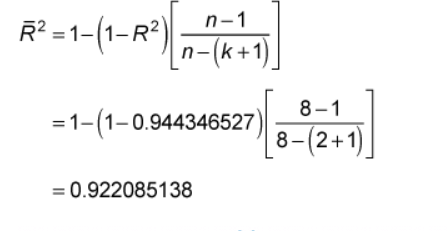 R̄² = 1–(1–R²)[n–1 / n–(k+1)]
= 1–(1–0.944346527)[8–1 / 8–(2+1)]
= 0.922085138